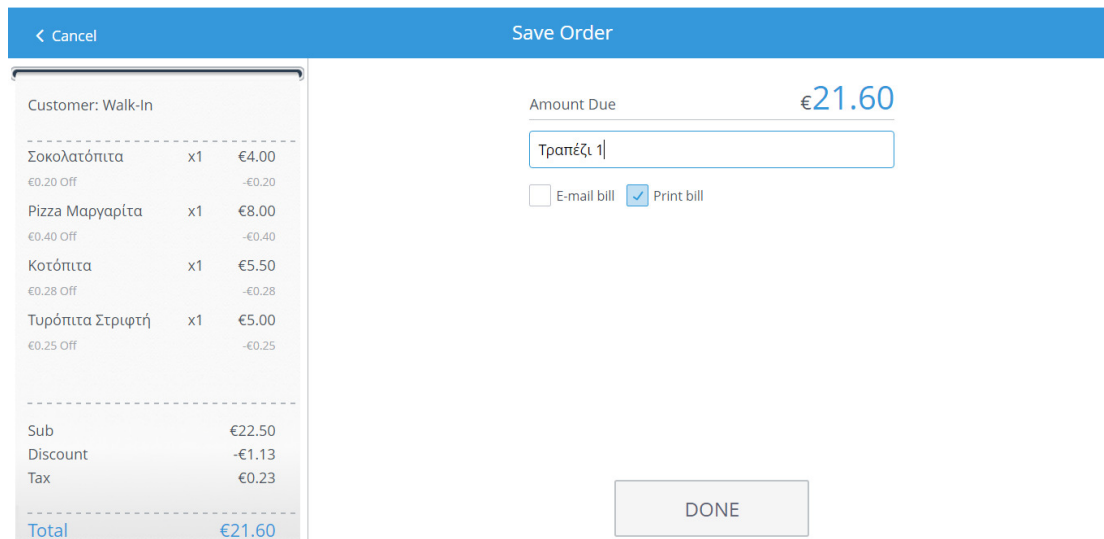 Cancel
Save Order
Customer: Walk-In
Σοκολατόπιτα x1 €4.00
€0.20 Off -€0.20
Pizza Μαργαρίτα x1 €8.00
€0.40 Off -€0.40
Κοτόπιτα x1 €5.50
€0.28 Off -€0.28
Τυρόπιτα Στριφτή x1 €5.00
€0.25 Off -€0.25
Sub €22.50
Discount -€1.13
Tax €0.23
Total €21.60
Amount Due €21.60
Τραπέζι 1
E-mail bill Print bill
DONE